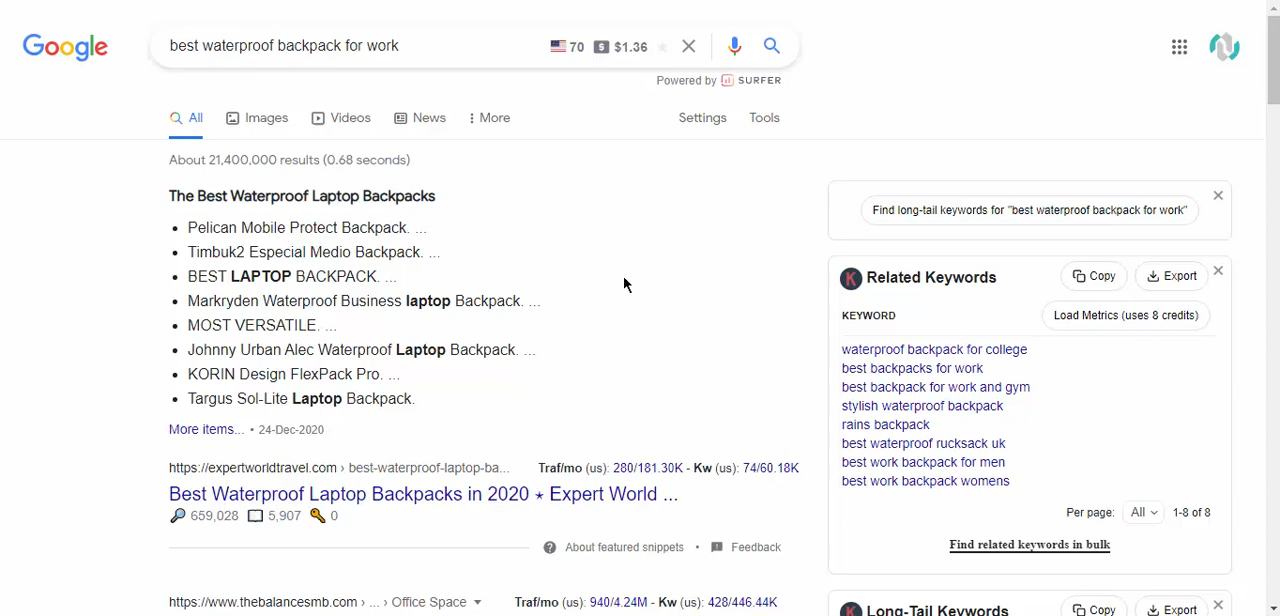 Google
best waterproof backpack for work
70 $ $1.36
Powered by SURFER
All Images Videos News More
Settings Tools
About 21,400,000 results (0.68 seconds)
The Best Waterproof Laptop Backpacks
Pelican Mobile Protect Backpack. ...
Timbuk2 Especial Medio Backpack. ...
BEST LAPTOP BACKPACK. ...
Markryden Waterproof Business laptop Backpack. ...
MOST VERSATILE. ...
Johnny Urban Alec Waterproof Laptop Backpack. ...
KORIN Design FlexPack Pro. ...
Targus Sol-Lite Laptop Backpack.
More items... • 24-Dec-2020
https://expertworldtravel.com › best-waterproof-laptop-ba... Traf/mo (us): 280/181.30K - Kw (us): 74/60.18K
Best Waterproof Laptop Backpacks in 2020 ⋆ Expert World ...
659,028 5,907 0
About featured snippets • Feedback
https://www.thebalancesmb.com › ... › Office Space Traf/mo (us): 940/4.24M - Kw (us): 428/446.44K
Find long-tail keywords for "best waterproof backpack for work"
K Related Keywords Copy Export
KEYWORD Load Metrics (uses 8 credits)
waterproof backpack for college
best backpacks for work
best backpack for work and gym
stylish waterproof backpack
rains backpack
best waterproof rucksack uk
best work backpack for men
best work backpack womens
Per page: All 1-8 of 8
Find related keywords in bulk
K Long-Tail Keywords Copy Export